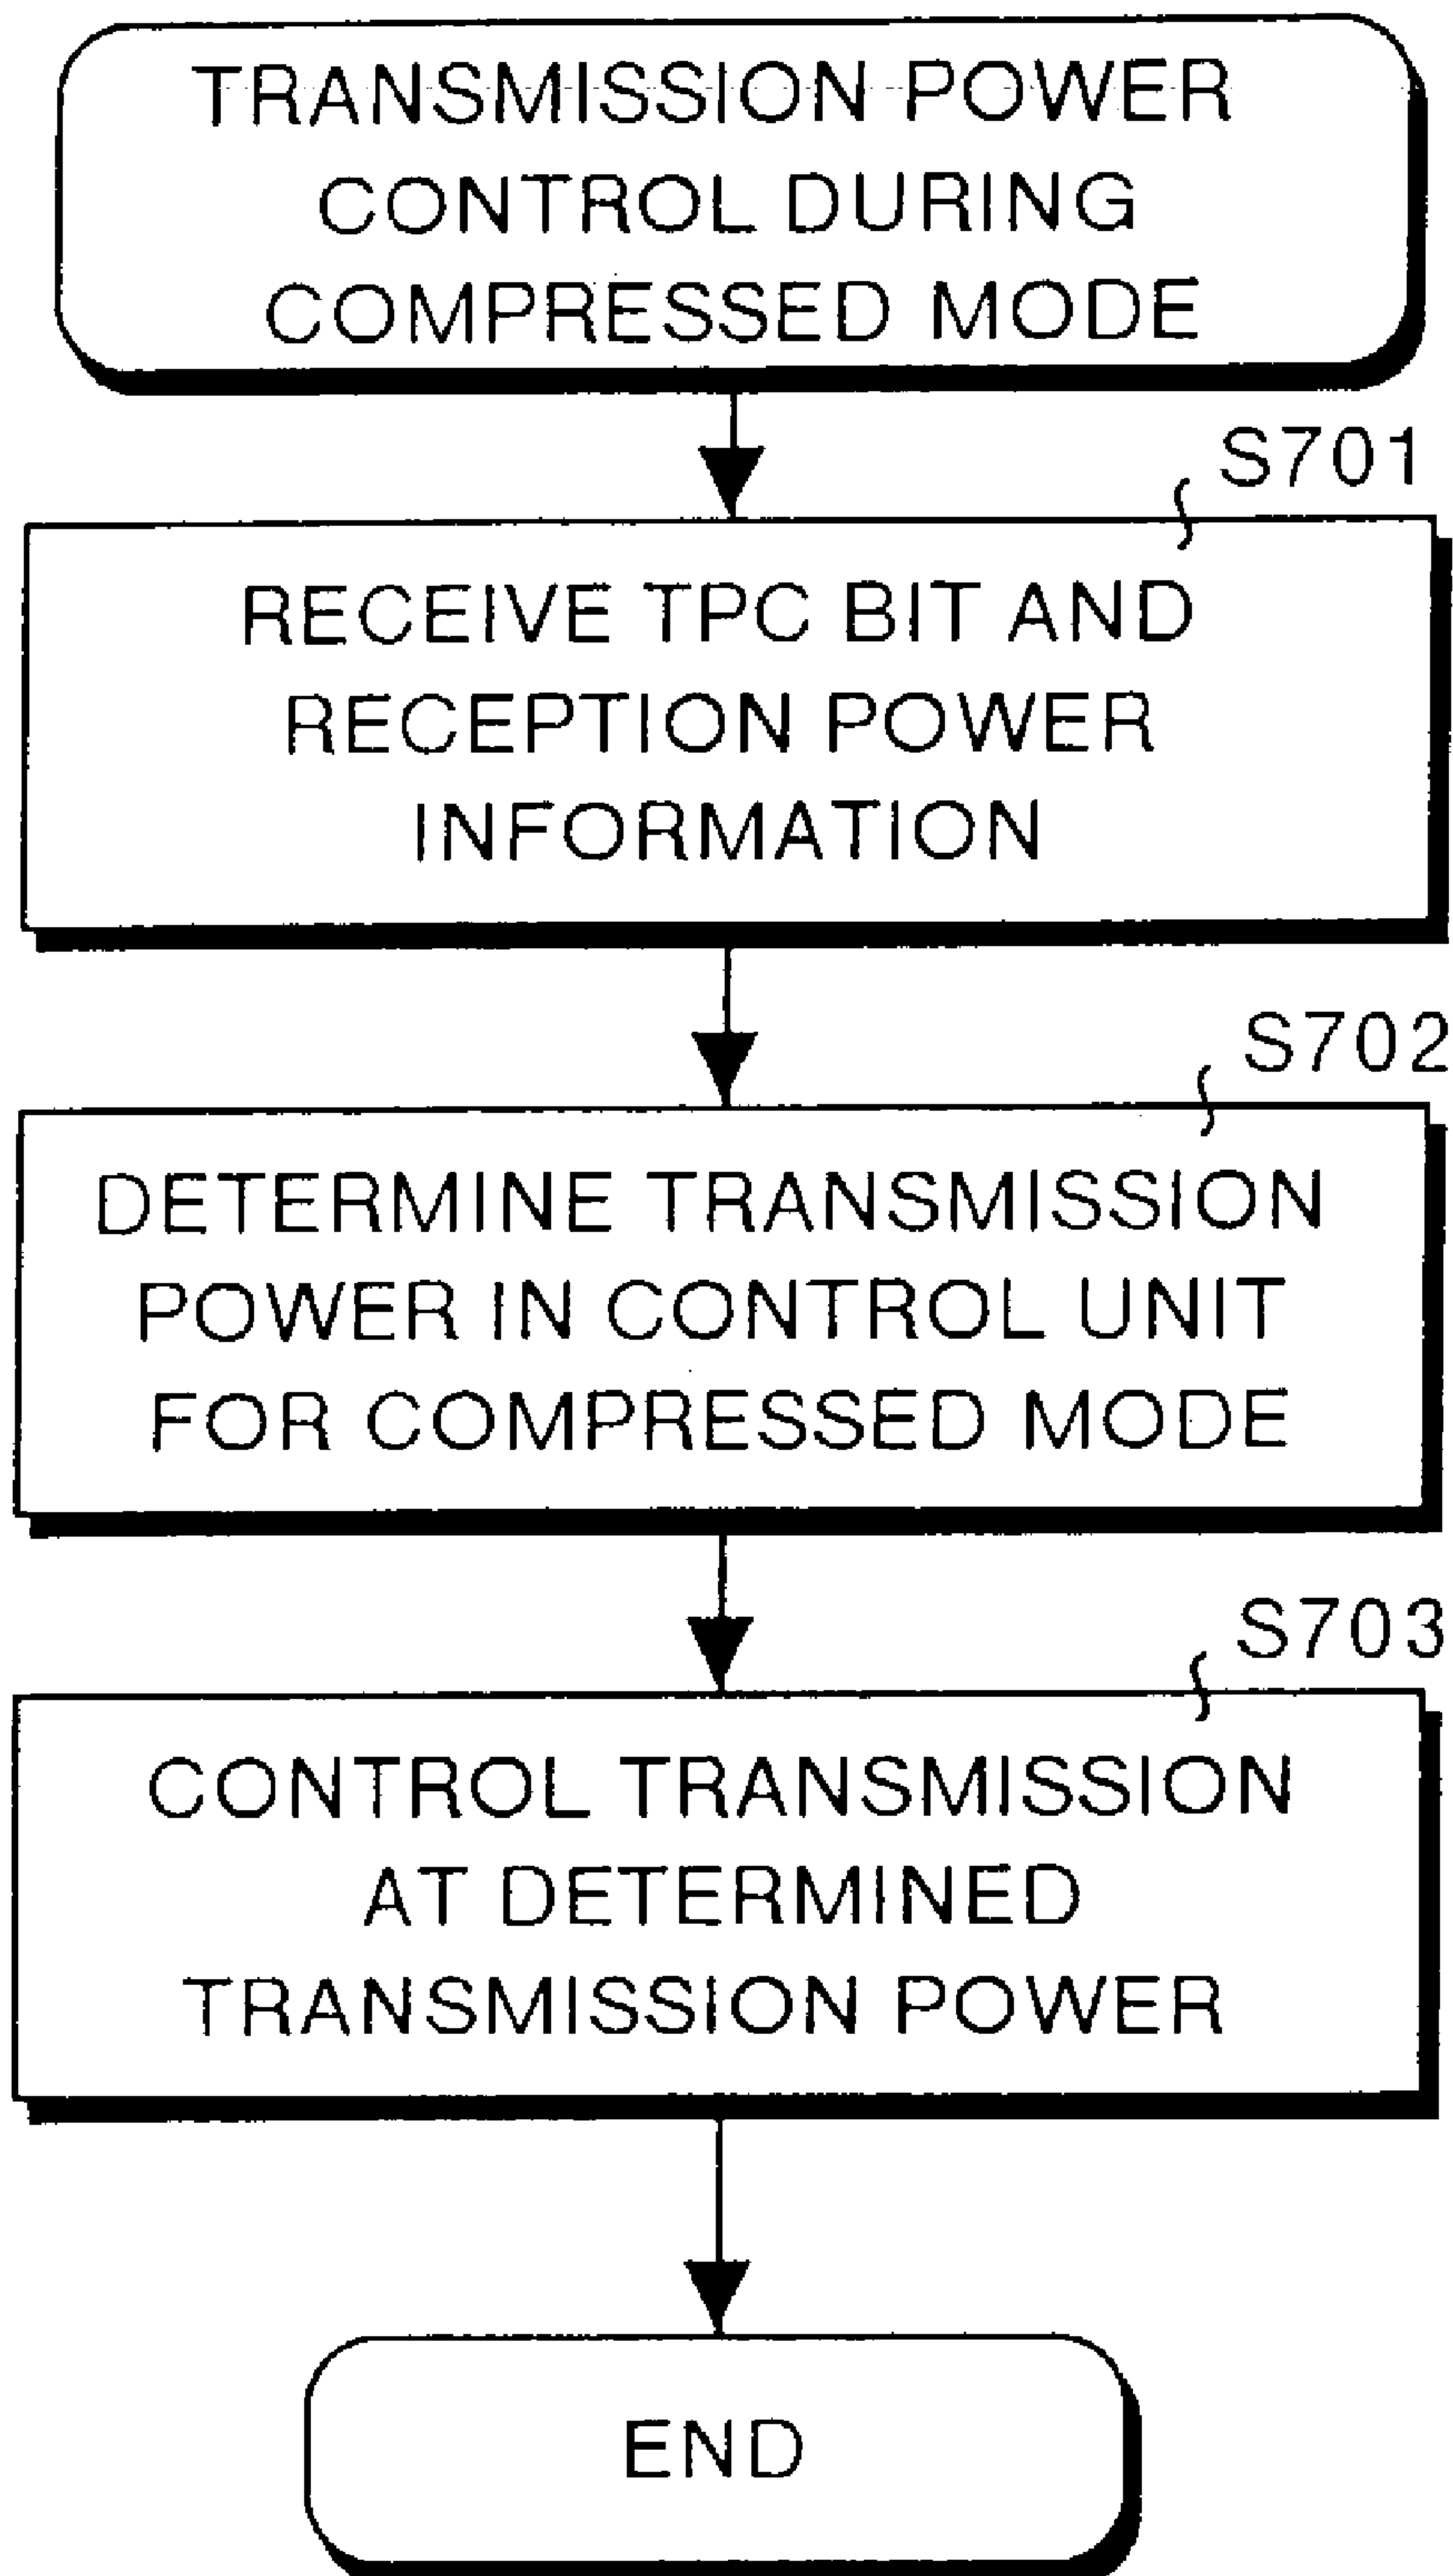 TRANSMISSION POWER
CONTROL DURING
COMPRESSED MODE
S701
RECEIVE TPC BIT AND
RECEPTION POWER
INFORMATION
S702
DETERMINE TRANSMISSION
POWER IN CONTROL UNIT
FOR COMPRESSED MODE
S703
CONTROL TRANSMISSION
AT DETERMINED
TRANSMISSION POWER
END